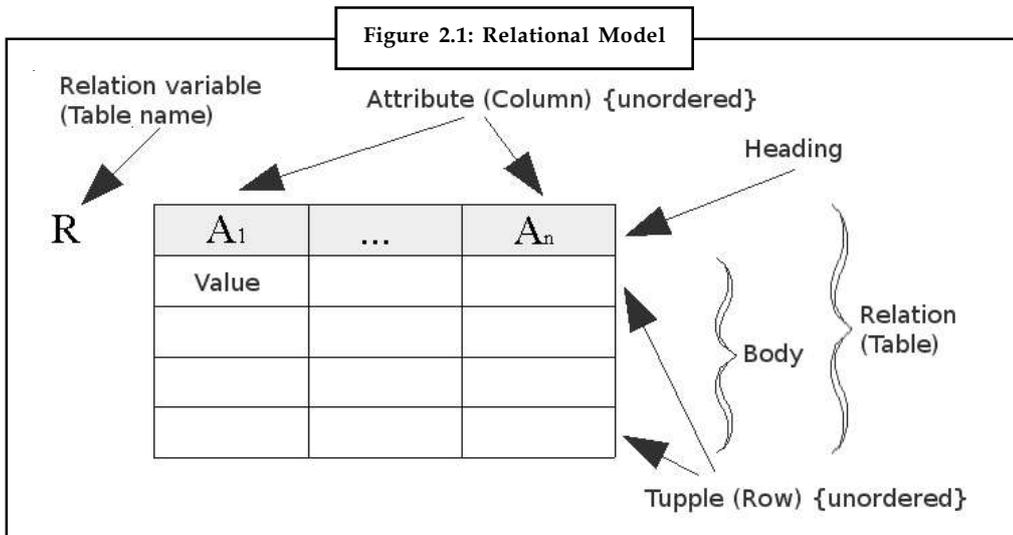 Figure 2.1: Relational Model
Relation variable
(Table name)
Attribute (Column) {unordered}
Heading
R
A1
...
An
Value
Body
Relation
(Table)
Tupple (Row) {unordered}